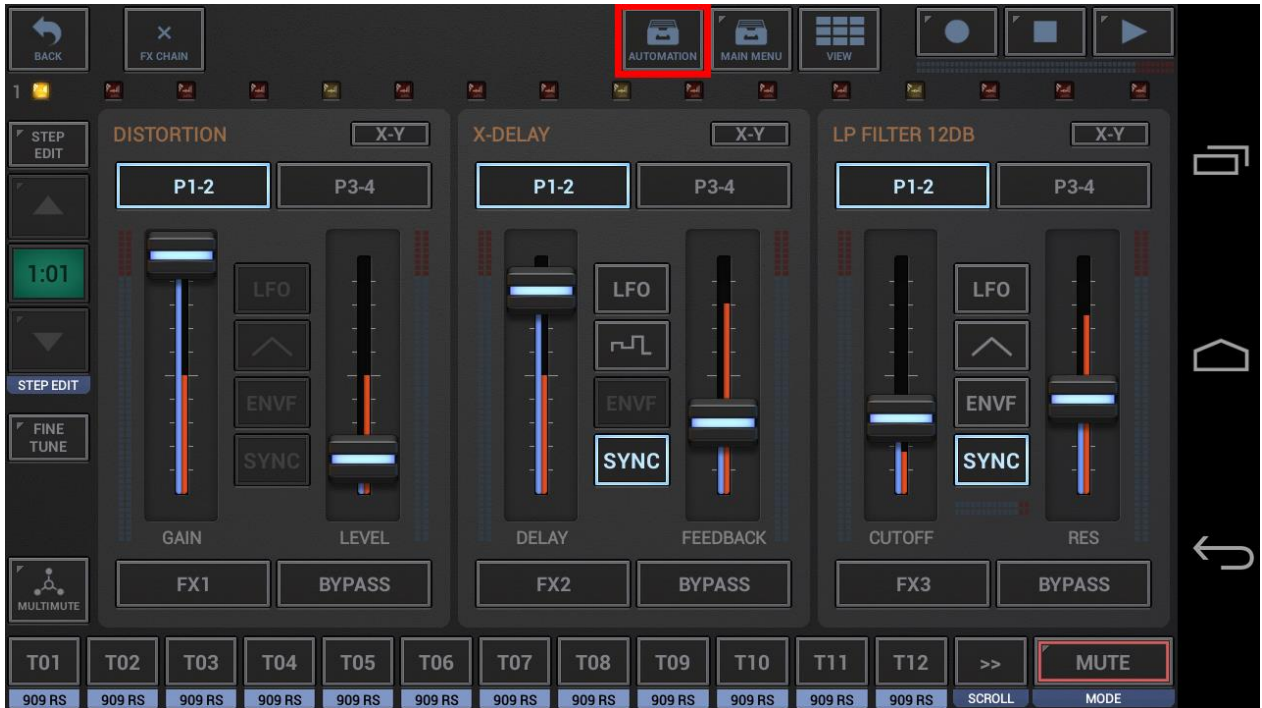 BACK
FX CHAIN
AUTOMATION
MAIN MENU
VIEW
1
STEP
EDIT
1:01
STEP EDIT
FINE
TUNE
MULTIMUTE
DISTORTION
X-Y
P1-2
P3-4
LFO
ENVF
SYNC
GAIN
LEVEL
FX1
BYPASS
X-DELAY
X-Y
P1-2
P3-4
LFO
ENVF
SYNC
DELAY
FEEDBACK
FX2
BYPASS
LP FILTER 12DB
X-Y
P1-2
P3-4
LFO
ENVF
SYNC
CUTOFF
RES
FX3
BYPASS
T01 T02 T03 T04 T05 T06 T07 T08 T09 T10 T11 T12 >> MUTE
909 RS 909 RS 909 RS 909 RS 909 RS 909 RS 909 RS 909 RS 909 RS 909 RS 909 RS 909 RS SCROLL MODE